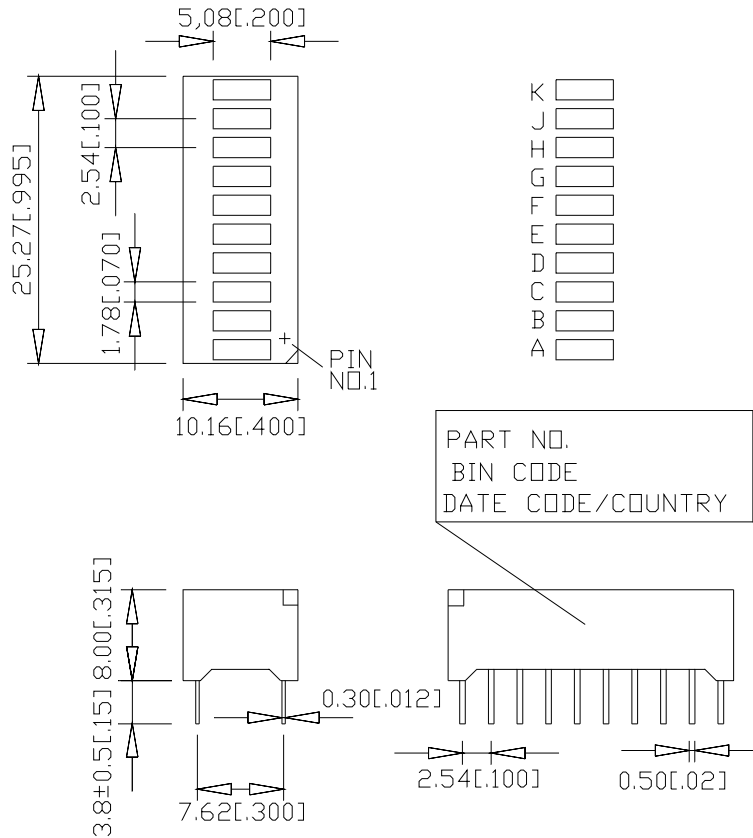 5,08[.200]
25.27[.995]
2.54[.100]
1.78[.070]
PIN
NO.1
10.16[.400]
K
J
H
G
F
E
D
C
B
A
PART NO.
BIN CODE
DATE CODE/COUNTRY
8.00[.315]
3.8±0.5[.15]
0.30[.012]
7.62[.300]
2.54[.100]
0.50[.02]